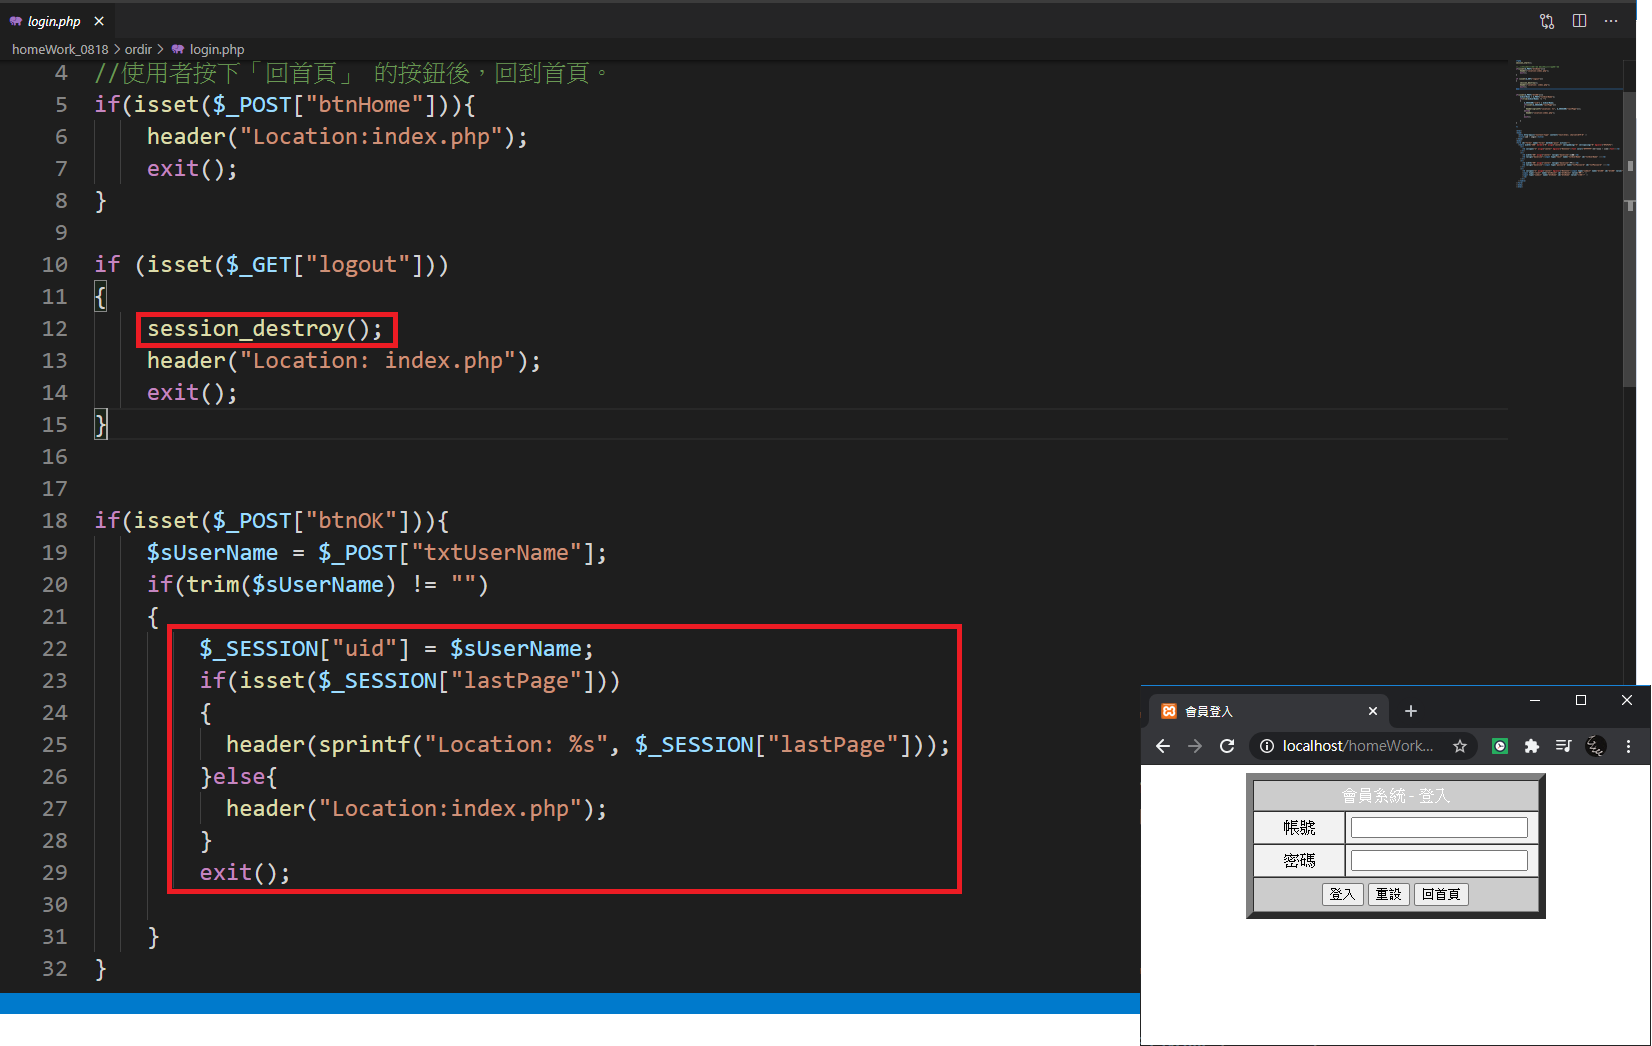 login.php
homeWork_0818 > ordir > login.php
4 //使用者按下「回首頁」 的按鈕後，回到首頁。
5 if(isset($_POST["btnHome"])){
6 header("Location:index.php");
7 exit();
8 }
9
10 if (isset($_GET["logout"]))
11 {
12 session_destroy();
13 header("Location: index.php");
14 exit();
15 }
16
17
18 if(isset($_POST["btnOK"])){
19 $sUserName = $_POST["txtUserName"];
20 if(trim($sUserName) != "")
21 {
22 $_SESSION["uid"] = $sUserName;
23 if(isset($_SESSION["lastPage"]))
24 {
25 header(sprintf("Location: %s", $_SESSION["lastPage"]));
26 }else{
27 header("Location:index.php");
28 }
29 exit();
30
31 }
32 }
會員登入
localhost/homeWork...
會員系統 - 登入
帳號
密碼
登入 重設 回首頁